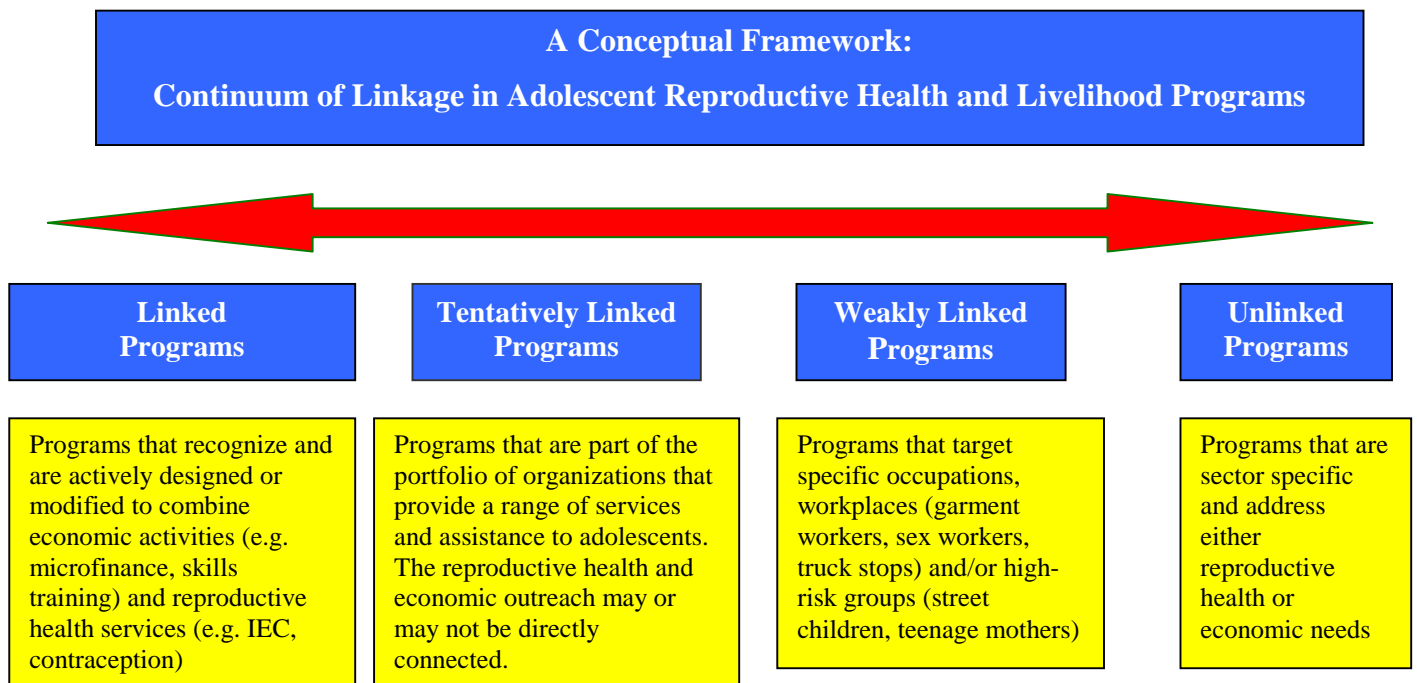 A Conceptual Framework:
Continuum of Linkage in Adolescent Reproductive Health and Livelihood Programs
Linked
Programs
Tentatively Linked
Programs
Weakly Linked
Programs
Unlinked
Programs
Programs that recognize and
are actively designed or
modified to combine
economic activities (e.g.
microfinance, skills
training) and reproductive
health services (e.g. IEC,
contraception)
Programs that are part of the
portfolio of organizations that
provide a range of services
and assistance to adolescents.
The reproductive health and
economic outreach may or
may not be directly
connected.
Programs that target
specific occupations,
workplaces (garment
workers, sex workers,
truck stops) and/or high-
risk groups (street
children, teenage mothers)
Programs that are
sector specific
and address
either
reproductive
health or
economic needs